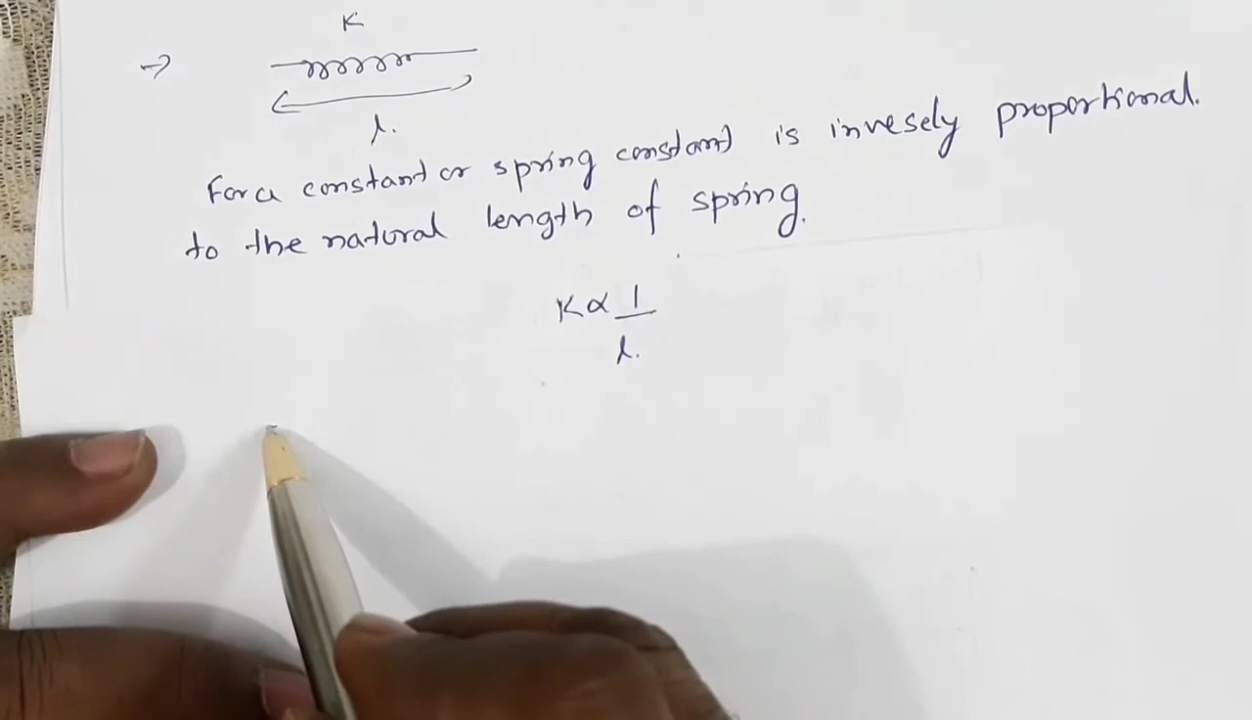 K
→
l.
Force constant or spring constant is invesely proportional.
to the natural length of spring.
K ∝ 1
l.